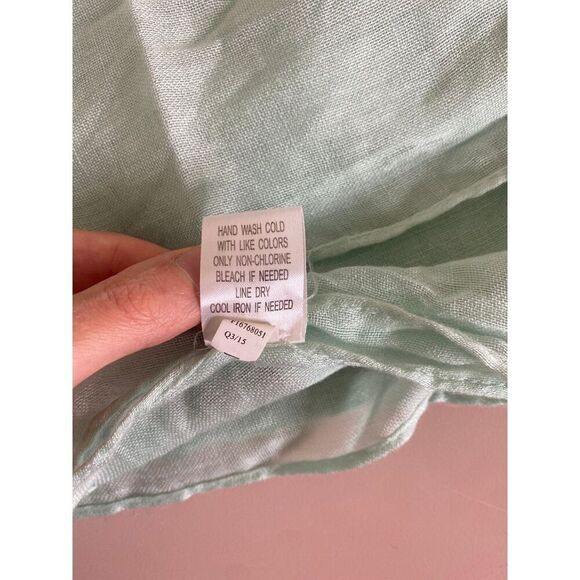 HAND WASH COLD
WITH LIKE COLORS
ONLY NON-CHLORINE
BLEACH IF NEEDED
LINE DRY
COOL IRON IF NEEDED
Q3/15